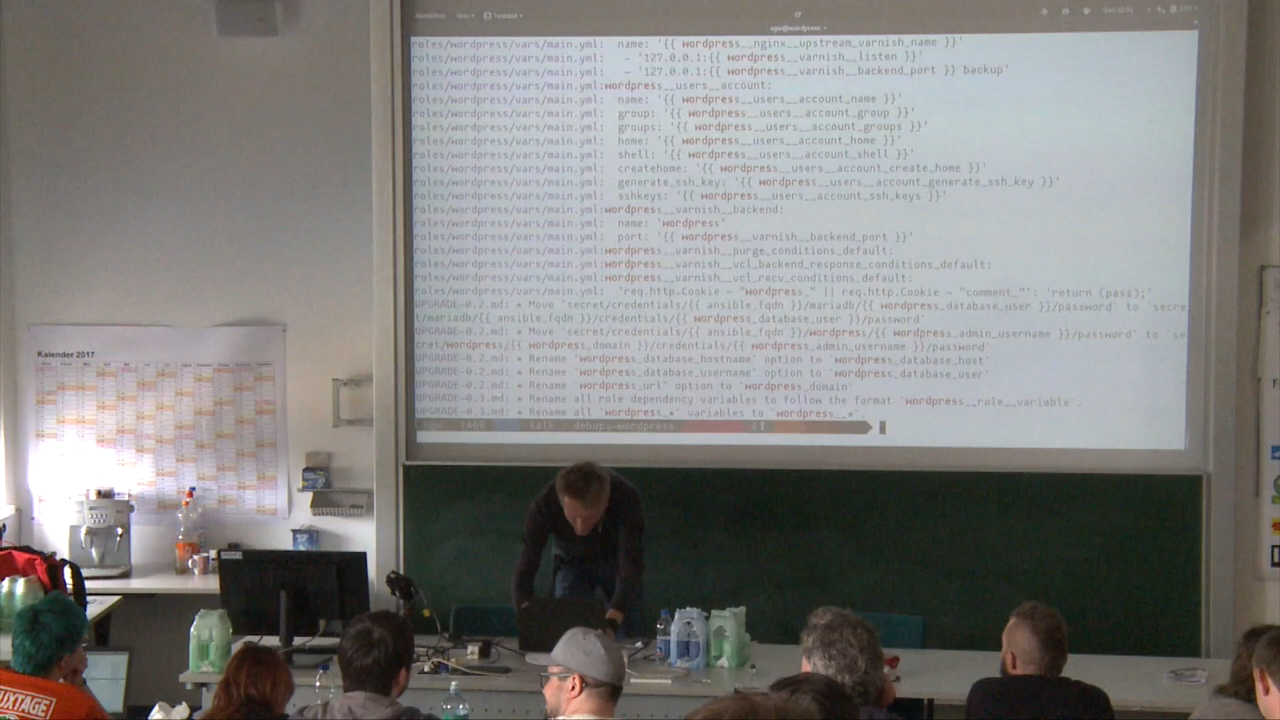 Terminal
roles/wordpress/vars/main.yml:  name: '{{ wordpress__nginx__upstream_varnish_name }}'
roles/wordpress/vars/main.yml:   - '127.0.0.1:{{ wordpress__varnish__listen }}'
roles/wordpress/vars/main.yml:   - '127.0.0.1:{{ wordpress__varnish__backend_port }} backup'
roles/wordpress/vars/main.yml:wordpress__users__account:
roles/wordpress/vars/main.yml:  name: '{{ wordpress__users__account_name }}'
roles/wordpress/vars/main.yml:  group: '{{ wordpress__users__account_group }}'
roles/wordpress/vars/main.yml:  groups: '{{ wordpress__users__account_groups }}'
roles/wordpress/vars/main.yml:  home: '{{ wordpress__users__account_home }}'
roles/wordpress/vars/main.yml:  shell: '{{ wordpress__users__account_shell }}'
roles/wordpress/vars/main.yml:  createhome: '{{ wordpress__users__account_create_home }}'
roles/wordpress/vars/main.yml:  generate_ssh_key: '{{ wordpress__users__account_generate_ssh_key }}'
roles/wordpress/vars/main.yml:  sshkeys: '{{ wordpress__users__account_ssh_keys }}'
roles/wordpress/vars/main.yml:wordpress__varnish__backend:
roles/wordpress/vars/main.yml:  name: 'wordpress'
roles/wordpress/vars/main.yml:  port: '{{ wordpress__varnish__backend_port }}'
roles/wordpress/vars/main.yml:wordpress__varnish__purge_conditions_default:
roles/wordpress/vars/main.yml:wordpress__varnish__vcl_backend_response_conditions_default:
roles/wordpress/vars/main.yml:wordpress__varnish__vcl_recv_conditions_default:
roles/wordpress/vars/main.yml:  'req.http.Cookie ~ "wordpress_" || req.http.Cookie ~ "comment_"': 'return (pass);'
UPGRADE-0.2.md: * Move `secret/credentials/{{ ansible_fqdn }}/mariadb/{{ wordpress_database_user }}/password` to `secre
t/mariadb/{{ ansible_fqdn }}/credentials/{{ wordpress_database_user }}/password`
UPGRADE-0.2.md: * Move `secret/credentials/{{ ansible_fqdn }}/wordpress/{{ wordpress_admin_username }}/password` to `se
cret/wordpress/{{ wordpress_domain }}/credentials/{{ wordpress_admin_username }}/password`
UPGRADE-0.2.md: * Rename `wordpress_database_hostname` option to `wordpress_database_host`
UPGRADE-0.2.md: * Rename `wordpress_database_username` option to `wordpress_database_user`
UPGRADE-0.2.md: * Rename `wordpress_url` option to `wordpress_domain`
UPGRADE-0.3.md: * Rename all role dependency variables to follow the format `wordpress__role__variable`.
UPGRADE-0.3.md: * Rename all `wordpress_*` variables to `wordpress__*`.
talk
Kalender 2017
UXTAGE